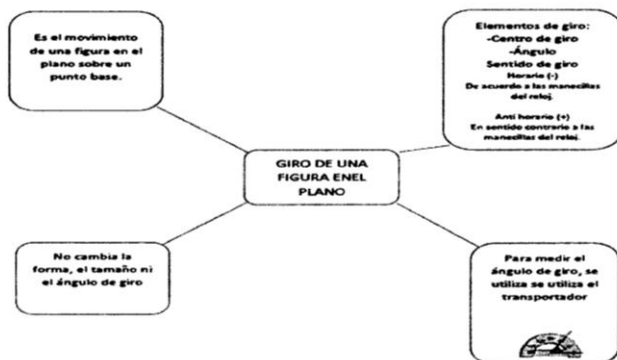 Es el movimiento
de una figura en el
plano sobre un
punto base.
Elementos de giro:
-Centro de giro
-Ángulo
Sentido de giro
Horario (-)
De acuerdo a las manecillas
del reloj.
Anti horario (+)
En sentido contrario a las
manecillas del reloj.
GIRO DE UNA
FIGURA ENEL
PLANO
No cambia la
forma, el tamaño ni
el ángulo de giro
Para medir el
ángulo de giro, se
utiliza se utiliza el
transportador